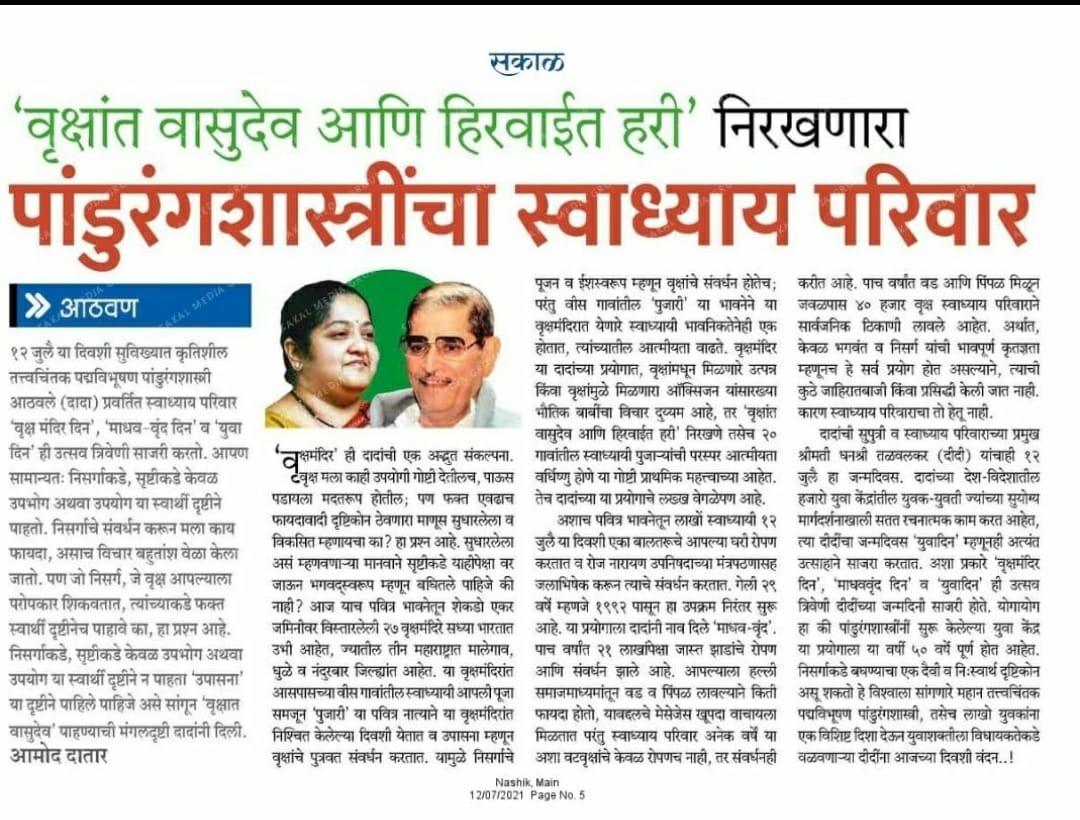 सकाळ
‘वृक्षांत वासुदेव आणि हिरवाईत हरी’ निरखणारा
पांडुरंगशास्त्रींचा स्वाध्याय परिवार
आठवण
१२ जुलै या दिवशी सुविख्यात कृतिशील
तत्त्वचिंतक पद्मविभूषण पांडुरंगशास्त्री
आठवले (दादा) प्रवर्तित स्वाध्याय परिवार
‘वृक्ष मंदिर दिन’, ‘माधव-वृंद दिन’ व ‘युवा
दिन’ ही उत्सव त्रिवेणी साजरी करतो. आपण
सामान्यतः निसर्गाकडे, सृष्टीकडे केवळ
उपभोग अथवा उपयोग या स्वार्थी दृष्टीने
पाहतो. निसर्गाचे संवर्धन करून मला काय
फायदा, असाच विचार बहुतांश वेळा केला
जातो. पण जो निसर्ग, जे वृक्ष आपल्याला
परोपकार शिकवतात, त्यांच्याकडे फक्त
स्वार्थी दृष्टीनेच पाहावे का, हा प्रश्न आहे.
निसर्गाकडे, सृष्टीकडे केवळ उपभोग अथवा
उपयोग या स्वार्थी दृष्टीने न पाहता ‘उपासना’
या दृष्टीने पाहिले पाहिजे असे सांगून ‘वृक्षात
वासुदेव’ पाहण्याची मंगलदृष्टी दादांनी दिली.
आमोद दातार
‘वृक्षमंदिर’ ही दादांची एक अद्भुत संकल्पना.
वृक्ष मला काही उपयोगी गोष्टी देतीलच, पाऊस
पडायला मदतरूप होतील; पण फक्त एवढाच
फायदावादी दृष्टिकोन ठेवणारा माणूस सुधारलेला व
विकसित म्हणायचा का? हा प्रश्न आहे. सुधारलेला
असं म्हणवणाऱ्या मानवाने सृष्टीकडे याहीपेक्षा वर
जाऊन भगवद्स्वरूप म्हणून बघितले पाहिजे की
नाही? आज याच पवित्र भावनेतून शेकडो एकर
जमिनीवर विस्तारलेली २७ वृक्षमंदिरे सध्या भारतात
उभी आहेत, ज्यातील तीन महाराष्ट्रात मालेगाव,
धुळे व नंदुरबार जिल्ह्यांत आहेत. या वृक्षमंदिरांत
आसपासच्या वीस गावांतील स्वाध्यायी आपली पूजा
समजून ‘पुजारी’ या पवित्र नात्याने या वृक्षमंदिरांत
निश्चित केलेल्या दिवशी येतात व उपासना म्हणून
वृक्षांचे पुत्रवत संवर्धन करतात. यामुळे निसर्गाचे
पूजन व ईशस्वरूप म्हणून वृक्षांचे संवर्धन होतेच;
परंतु वीस गावांतील ‘पुजारी’ या भावनेने या
वृक्षमंदिरात येणारे स्वाध्यायी भावनिकतेनेही एक
होतात, त्यांच्यातील आत्मीयता वाढते. वृक्षमंदिर
या दादांच्या प्रयोगात, वृक्षांमधून मिळणारे उत्पन्न
किंवा वृक्षांमुळे मिळणारा ऑक्सिजन यांसारख्या
भौतिक बाबींचा विचार दुय्यम आहे, तर ‘वृक्षांत
वासुदेव आणि हिरवाईत हरी’ निरखणे तसेच २०
गावांतील स्वाध्यायी पुजाऱ्यांची परस्पर आत्मीयता
वर्धिष्णु होणे या गोष्टी प्राथमिक महत्त्वाच्या आहेत.
तेच दादांच्या या प्रयोगाचे लख्ख वेगळेपण आहे.
अशाच पवित्र भावनेतून लाखों स्वाध्यायी १२
जुलै या दिवशी एका बालतरूचे आपल्या घरी रोपण
करतात व रोज नारायण उपनिषदाच्या मंत्रपठणासह
जलाभिषेक करून त्याचे संवर्धन करतात. गेली २९
वर्षे म्हणजे १९९२ पासून हा उपक्रम निरंतर सुरू
आहे. या प्रयोगाला दादांनी नाव दिले ‘माधव-वृंद’.
पाच वर्षांत २१ लाखांपेक्षा जास्त झाडांचे रोपण
आणि संवर्धन झाले आहे. आपल्याला हल्ली
समाजमाध्यमांतून वड व पिंपळ लावल्याने किती
फायदा होतो, याबद्दलचे मेसेजेस खूपदा वाचायला
मिळतात परंतु स्वाध्याय परिवार अनेक वर्षे या
अशा वटवृक्षांचे केवळ रोपणच नाही, तर संवर्धनही
करीत आहे. पाच वर्षांत वड आणि पिंपळ मिळून
जवळपास ४० हजार वृक्ष स्वाध्याय परिवाराने
सार्वजनिक ठिकाणी लावले आहेत. अर्थात,
केवळ भगवंत व निसर्ग यांची भावपूर्ण कृतज्ञता
म्हणूनच हे सर्व प्रयोग होत असल्याने, त्याची
कुठे जाहिरातबाजी किंवा प्रसिद्धी केली जात नाही.
कारण स्वाध्याय परिवाराचा तो हेतू नाही.
दादांची सुपुत्री व स्वाध्याय परिवाराच्या प्रमुख
श्रीमती धनश्री तळवलकर (दीदी) यांचाही १२
जुलै हा जन्मदिवस. दादांच्या देश-विदेशातील
हजारो युवा केंद्रांतील युवक-युवती ज्यांच्या सुयोग्य
मार्गदर्शनाखाली सतत रचनात्मक काम करत आहेत,
त्या दीदींचा जन्मदिवस ‘युवादिन’ म्हणूनही अत्यंत
उत्साहाने साजरा करतात. अशा प्रकारे ‘वृक्षमंदिर
दिन’, ‘माधववृंद दिन’ व ‘युवादिन’ ही उत्सव
त्रिवेणी दीदींच्या जन्मदिनी साजरी होते. योगायोग
हा की पांडुरंगशास्त्रींनी सुरू केलेल्या युवा केंद्र
या प्रयोगाला या वर्षी ५० वर्षे पूर्ण होत आहेत.
निसर्गाकडे बघण्याचा एक दैवी व निःस्वार्थ दृष्टिकोन
असू शकतो हे विश्वाला सांगणारे महान तत्त्वचिंतक
पद्मविभूषण पांडुरंगशास्त्री, तसेच लाखो युवकांना
एक विशिष्ट दिशा देऊन युवाशक्तीला विधायकतेकडे
वळवणाऱ्या दीदींना आजच्या दिवशी वंदन..!
Nashik, Main
12/07/2021 Page No. 5